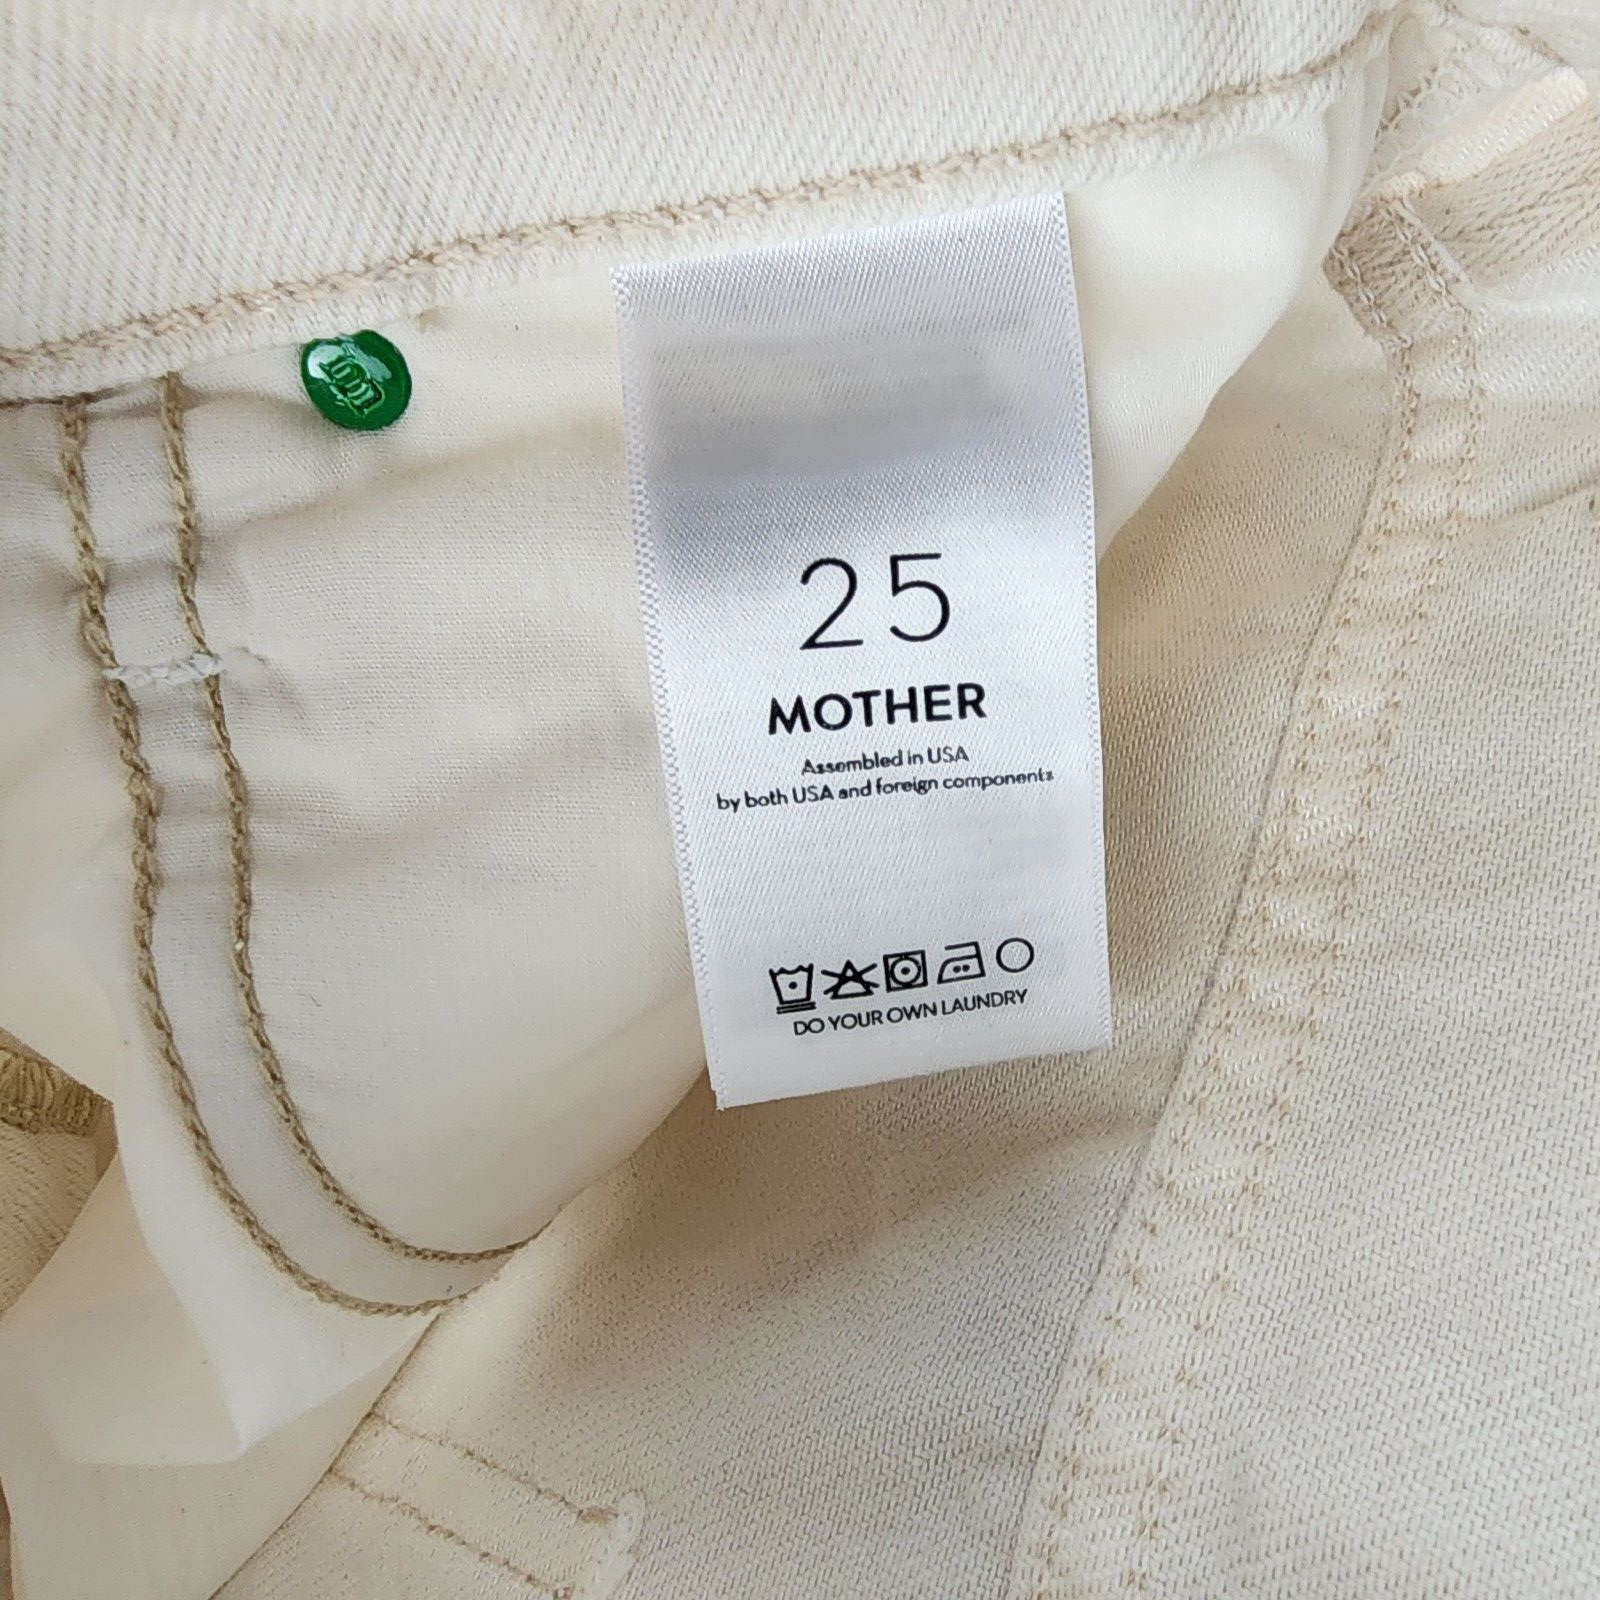 25
MOTHER
Assembled in USA
by both USA and foreign components
DO YOUR OWN LAUNDRY